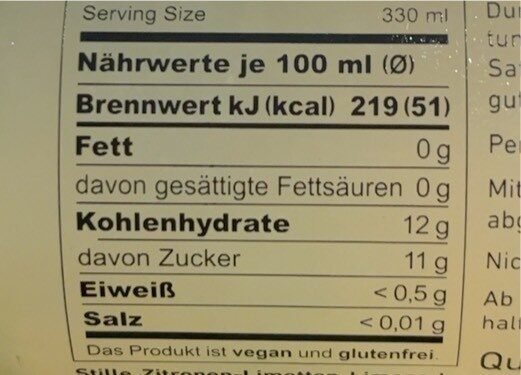 Serving Size 330 ml
Nährwerte je 100 ml (Ø)
Brennwert kJ (kcal) 219 (51)
Fett 0 g
davon gesättigte Fettsäuren 0 g
Kohlenhydrate 12 g
davon Zucker 11 g
Eiweiß < 0,5 g
Salz < 0,01 g
Das Produkt ist vegan und glutenfrei.